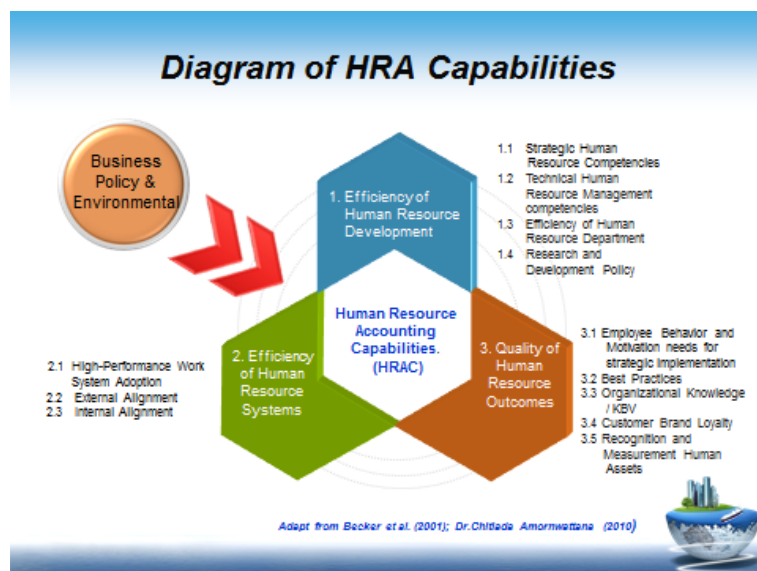 Diagram of HRA Capabilities
Business
Policy &
Environmental
1. Efficiency of
Human Resource
Development
1.1 Strategic Human
Resource Competencies
1.2 Technical Human
Resource Management
competencies
1.3 Efficiency of Human
Resource Department
1.4 Research and
Development Policy
Human Resource
Accounting
Capabilities.
(HRAC)
2. Efficiency
of Human
Resource
Systems
2.1 High-Performance Work
System Adoption
2.2 External Alignment
2.3 Internal Alignment
3. Quality of
Human
Resource
Outcomes
3.1 Employee Behavior and
Motivation needs for
strategic implementation
3.2 Best Practices
3.3 Organizational Knowledge
/ KBV
3.4 Customer Brand Loyalty
3.5 Recognition and
Measurement Human
Assets
Adapt from Becker et al. (2001); Dr.Chitlada Amornwattana (2010)